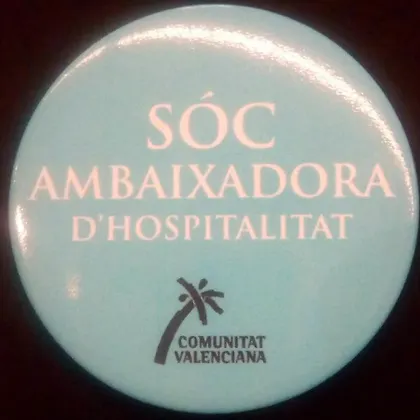 SÓC
AMBAIXADORA
D'HOSPITALITAT
COMUNITAT
VALENCIANA